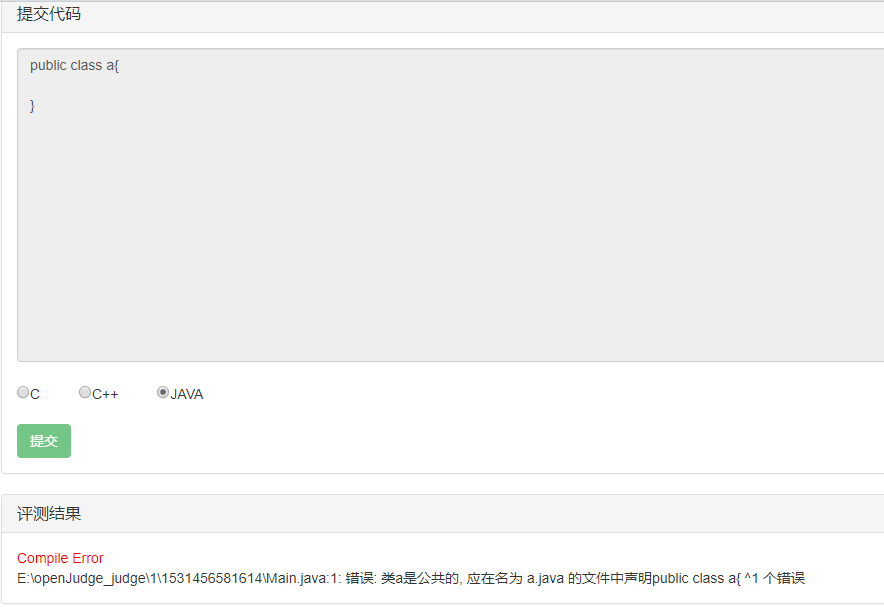 提交代码
public class a{
}
C C++ JAVA
提交
评测结果
Compile Error
E:\openJudge_judge\1\1531456581614\Main.java:1: 错误: 类a是公共的, 应在名为 a.java 的文件中声明public class a{ ^1 个错误